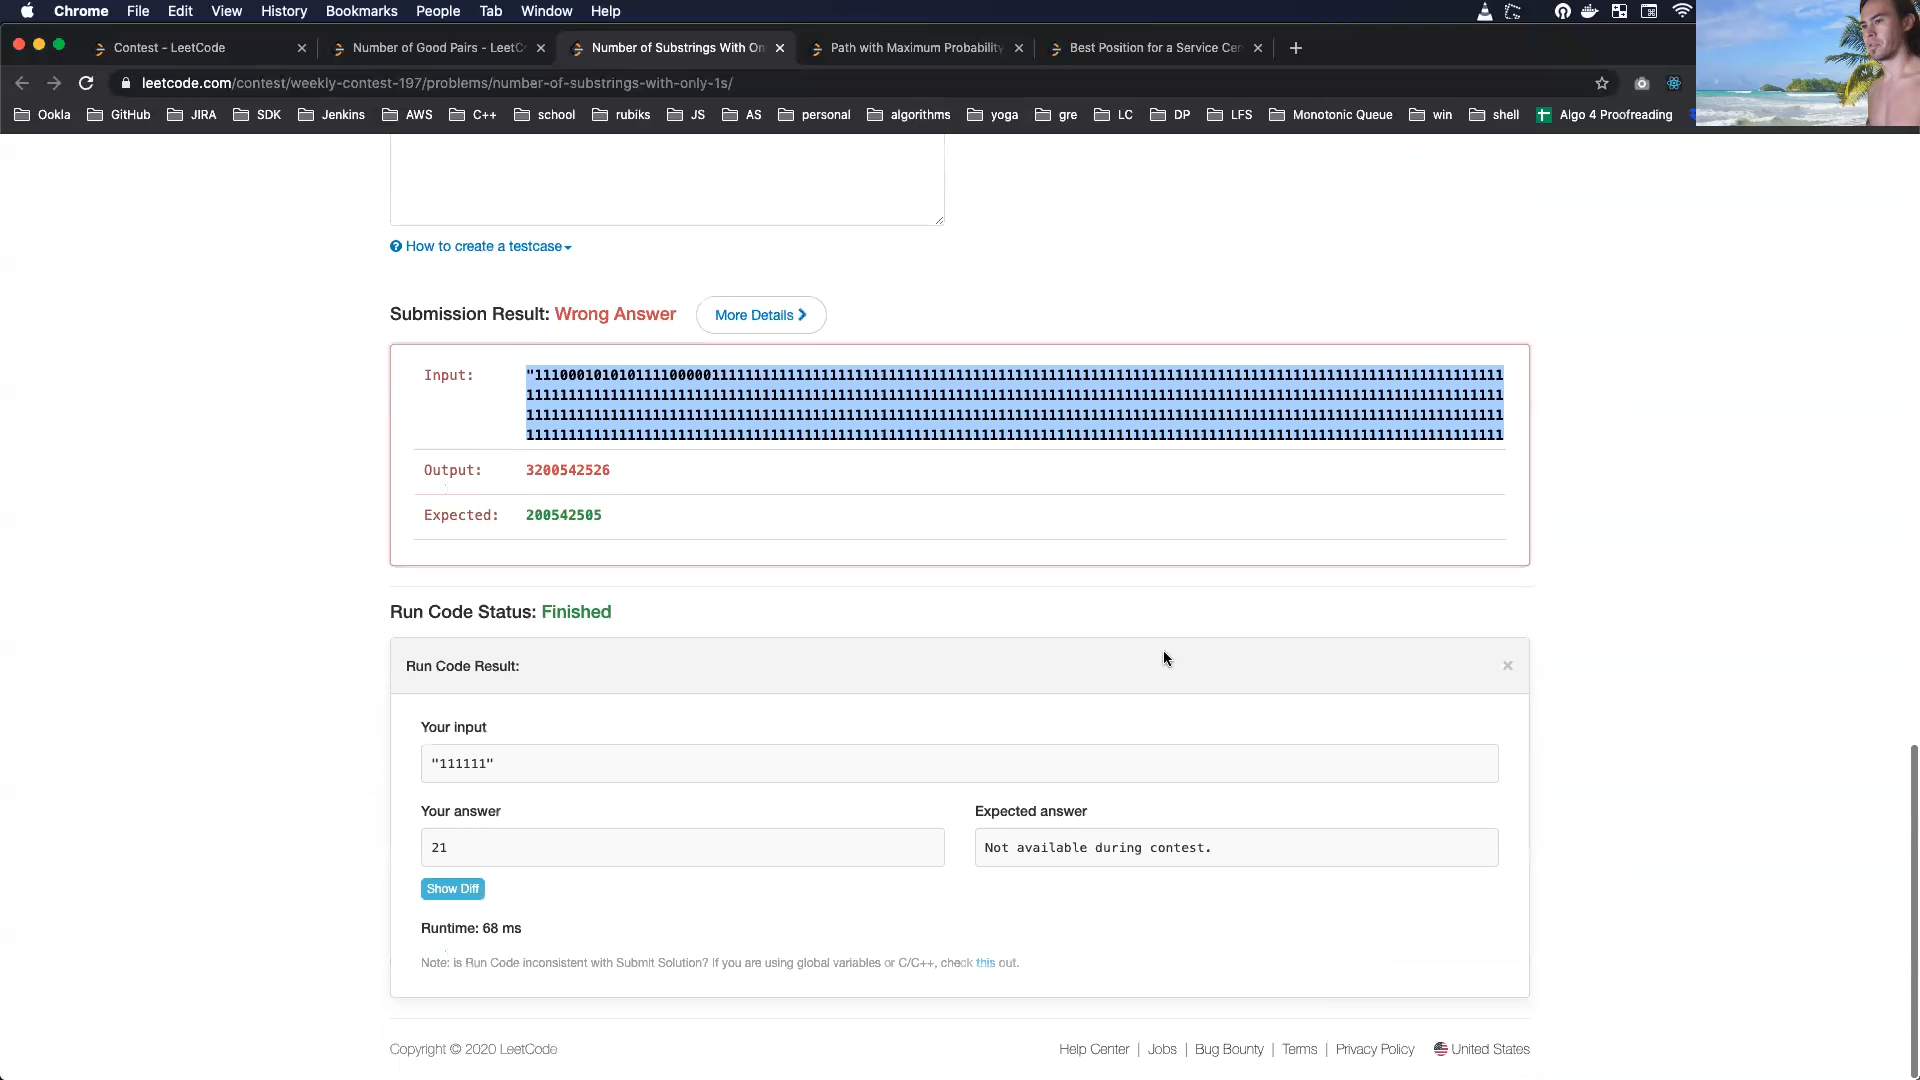 Chrome File Edit View History Bookmarks People Tab Window Help
Contest - LeetCode
Number of Good Pairs - LeetC
Number of Substrings With On
Path with Maximum Probability
Best Position for a Service Cen
leetcode.com/contest/weekly-contest-197/problems/number-of-substrings-with-only-1s/
Ookla GitHub JIRA SDK Jenkins AWS C++ school rubiks JS AS personal algorithms yoga gre LC DP LFS Monotonic Queue win shell Algo 4 Proofreading
How to create a testcase
Submission Result: Wrong Answer More Details
Input:
Output: 3200542526
Expected: 200542505
Run Code Status: Finished
Run Code Result:
Your input
"111111"
Your answer Expected answer
21 Not available during contest.
Show Diff
Runtime: 68 ms
Note: is Run Code inconsistent with Submit Solution? If you are using global variables or C/C++, check this out.
Copyright © 2020 LeetCode Help Center | Jobs | Bug Bounty | Terms | Privacy Policy United States